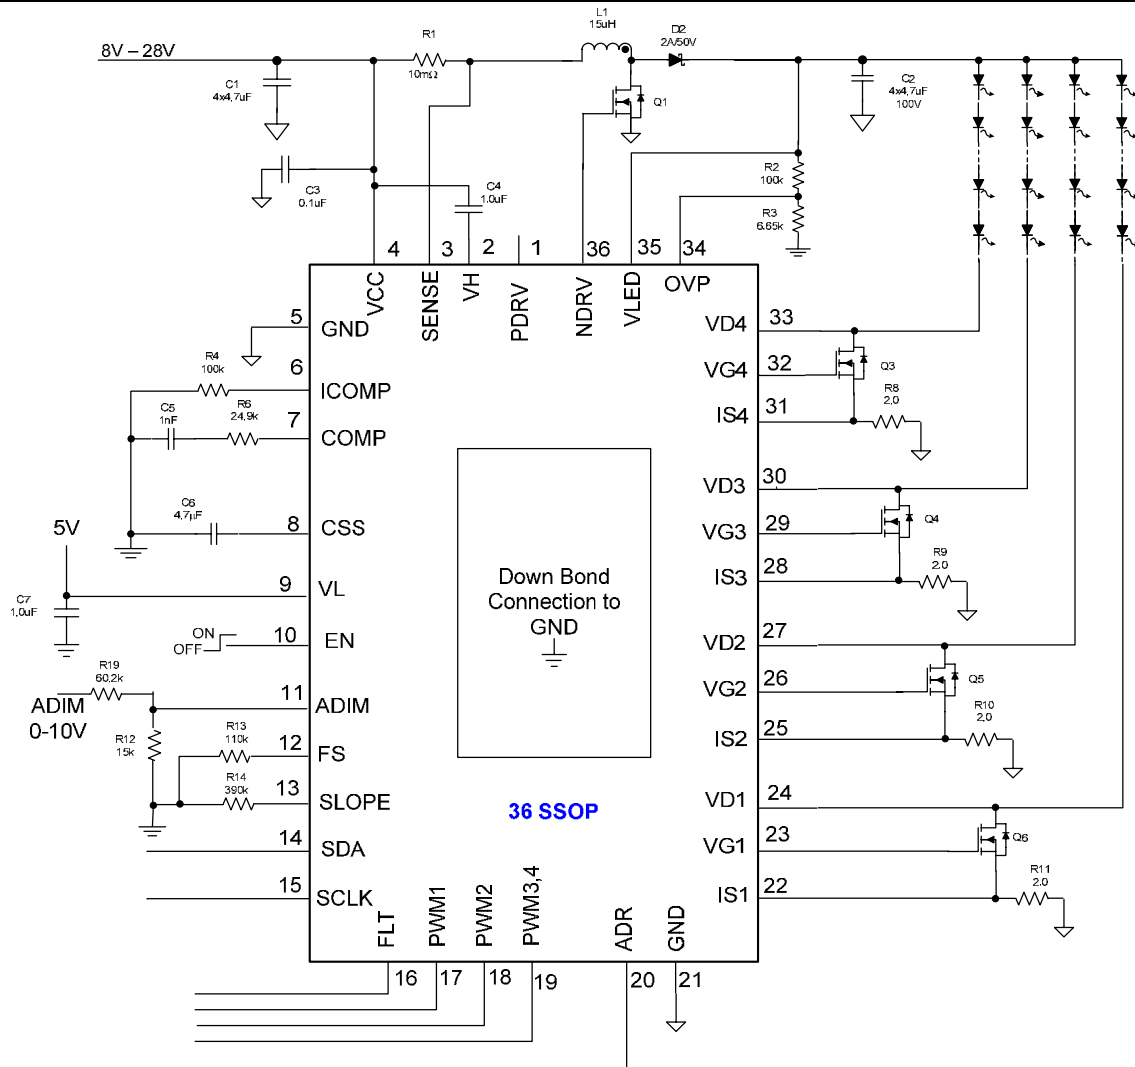 L1
15uH
R1
D2
2A/50V
8V – 28V
10mΩ
C1
4x4.7uF
Q1
C2
4x4.7uF
100V
C3
0.1uF
C4
1.0uF
R2
100k
R3
6.65k
4
3
2
1
36
35
34
VCC
SENSE
VH
PDRV
NDRV
VLED
OVP
5
GND
R4
100k
6
ICOMP
C5
1nF
R6
24.9k
7
COMP
C6
4.7µF
8
CSS
5V
9
VL
C7
1.0uF
ON
OFF
10
EN
R19
60.2k
ADIM
0-10V
11
ADIM
R12
15k
R13
110k
12
FS
R14
390k
13
SLOPE
14
SDA
15
SCLK
Down Bond
Connection to
GND
36 SSOP
VD4
33
VG4
32
Q3
IS4
31
R8
2.0
VD3
30
VG3
29
Q4
IS3
28
R9
2.0
VD2
27
VG2
26
Q5
IS2
25
R10
2.0
VD1
24
VG1
23
Q6
IS1
22
R11
2.0
FLT
PWM1
PWM2
PWM3,4
ADR
GND
16
17
18
19
20
21